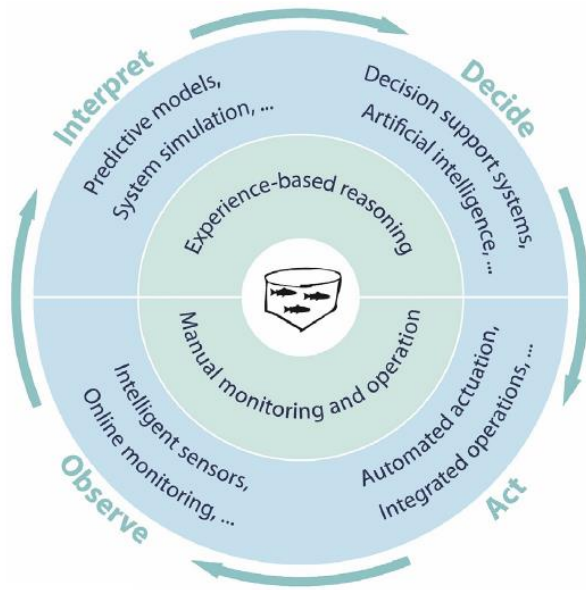 Interpret
Predictive models,
System simulation, ...
Decide
Decision support systems,
Artificial intelligence, ...
Experience-based reasoning
Manual monitoring and operation
Observe
Intelligent sensors,
Online monitoring, ...
Act
Automated actuation,
Integrated operations, ...